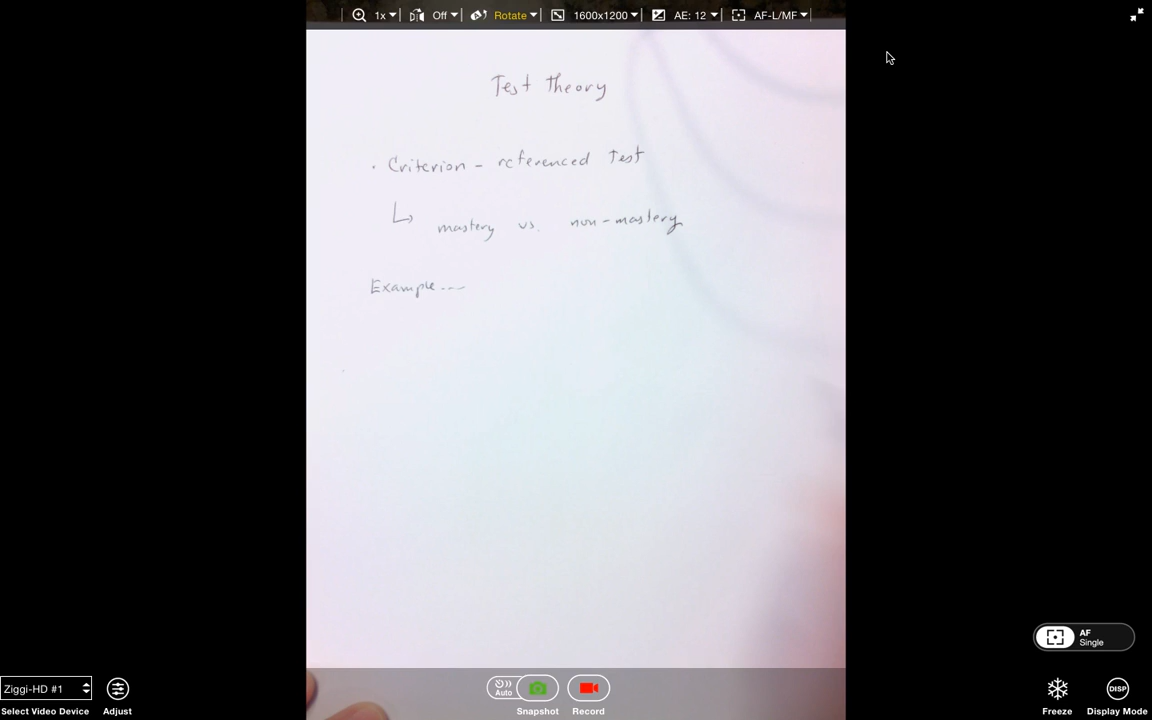 1x Off Rotate 1600x1200 AE: 12 AF-L/MF
Test Theory
· Criterion - referenced Test
↳ mastery vs. non-mastery
Example....
AF
Single
Ziggi-HD #1
Select Video Device
Adjust
Auto
Snapshot
Record
Freeze
DISP
Display Mode